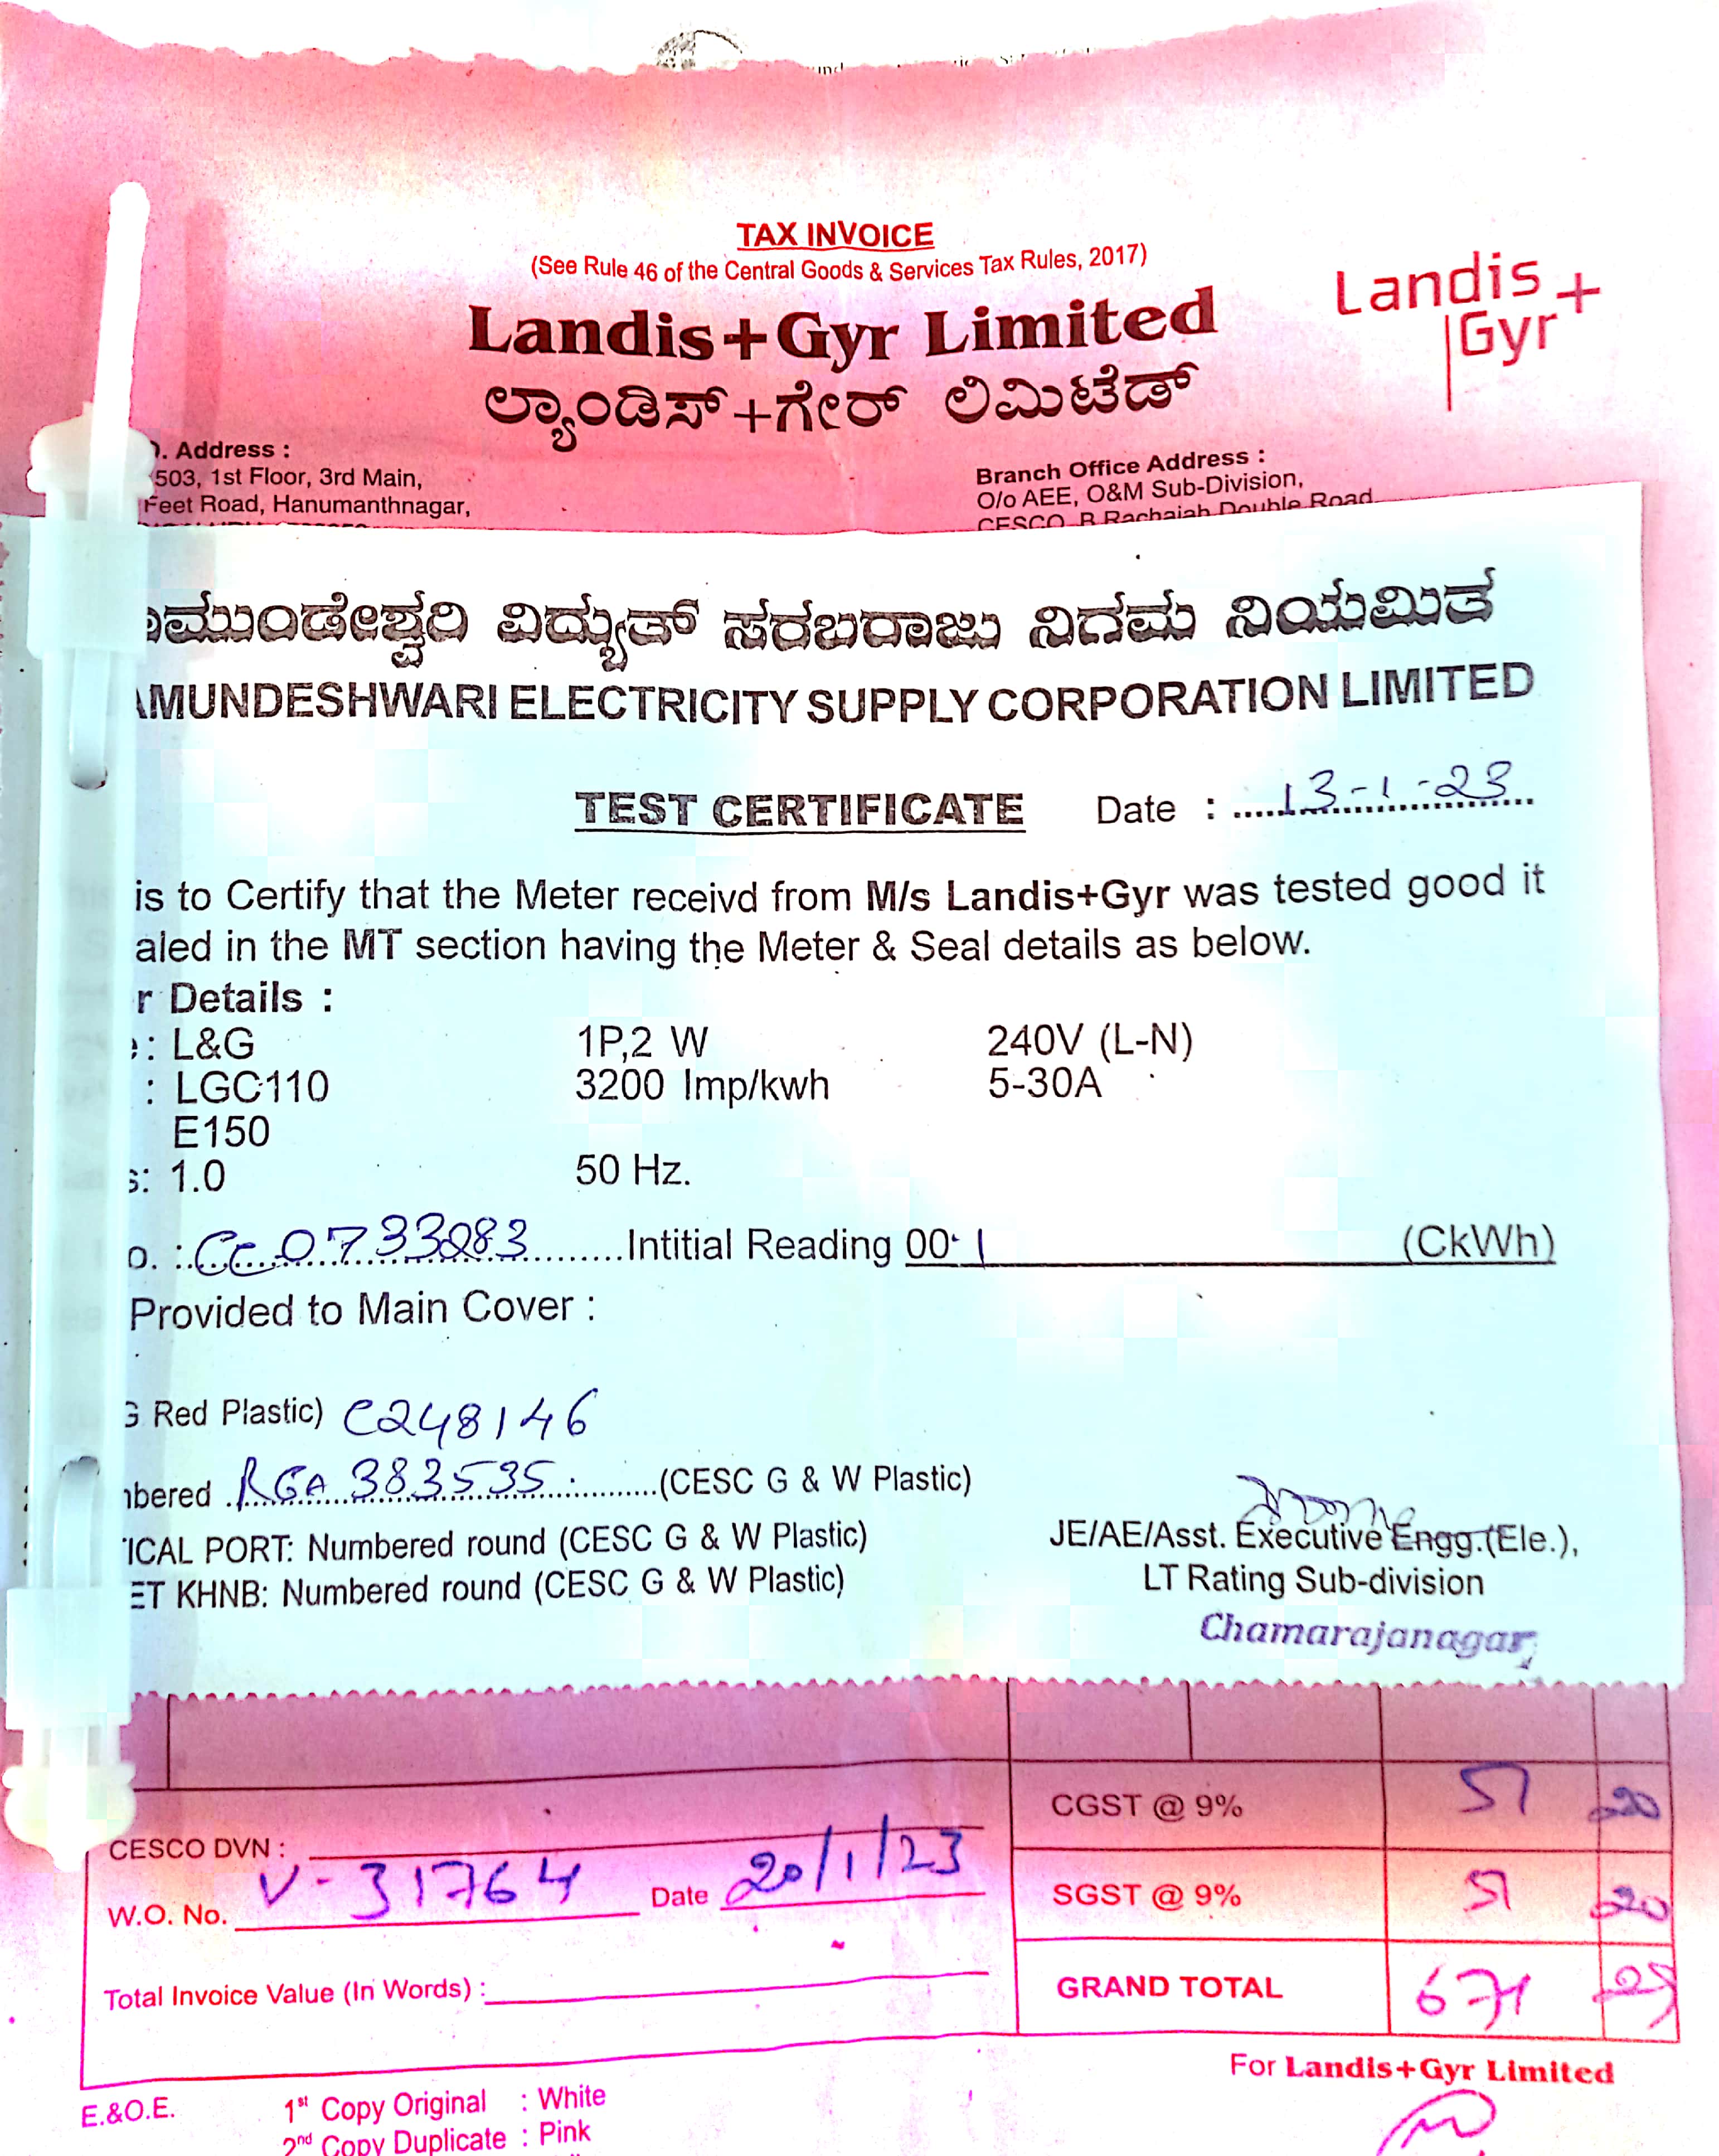 TAX INVOICE
(See Rule 46 of the Central Goods & Services Tax Rules, 2017)
Landis+Gyr Limited
ಲ್ಯಾಂಡಿಸ್+ಗೇರ್ ಲಿಮಿಟೆಡ್
Landis
Gyr+
. Address :
503, 1st Floor, 3rd Main,
Feet Road, Hanumanthnagar,
Branch Office Address :
O/o AEE, O&M Sub-Division,
CESCO, B Rachaiah Double Road
ಮುಂಡೇಶ್ವರಿ ವಿದ್ಯುತ್ ಸರಬರಾಜು ನಿಗಮ ನಿಯಮಿತ
AMUNDESHWARI ELECTRICITY SUPPLY CORPORATION LIMITED
TEST CERTIFICATE Date : 13-1-23
is to Certify that the Meter receivd from M/s Landis+Gyr was tested good it
aled in the MT section having the Meter & Seal details as below.
r Details :
: L&G 1P,2 W 240V (L-N)
: LGC110 3200 Imp/kwh 5-30A
E150
s: 1.0 50 Hz.
o. : CC0733083 Intitial Reading 00.1 (CkWh)
Provided to Main Cover :
G Red Plastic) C248146
nbered RGA 383535 (CESC G & W Plastic)
ICAL PORT: Numbered round (CESC G & W Plastic)
ET KHNB: Numbered round (CESC G & W Plastic)
JE/AE/Asst. Executive Engg.(Ele.),
LT Rating Sub-division
Chamarajanagar
CGST @ 9% 51 20
CESCO DVN :
W.O. No. V-31764 Date 20/1/23
SGST @ 9% 51 20
Total Invoice Value (In Words) :
GRAND TOTAL 671 25
For Landis+Gyr Limited
E.&O.E.
1st Copy Original : White
2nd Copy Duplicate : Pink